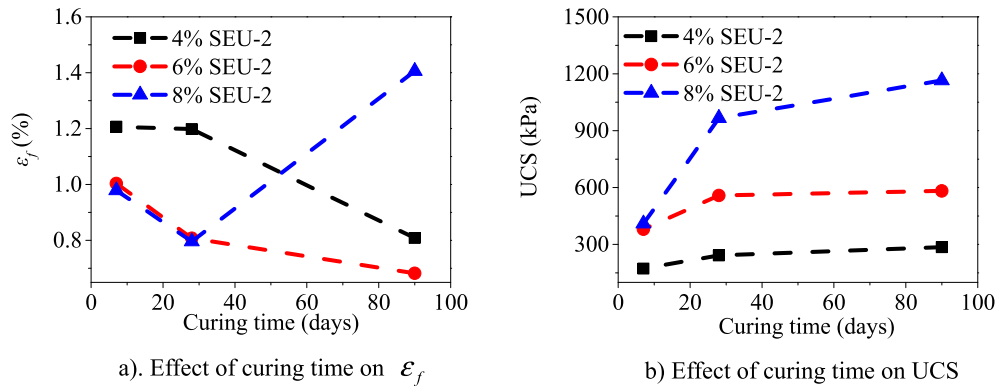 1.6
1.4
1.2
1.0
0.8
ε_f (%)
4% SEU-2
6% SEU-2
8% SEU-2
0 20 40 60 80 100
Curing time (days)
a). Effect of curing time on ε_f
1500
1200
900
600
300
UCS (kPa)
4% SEU-2
6% SEU-2
8% SEU-2
0 20 40 60 80 100
Curing time (days)
b) Effect of curing time on UCS